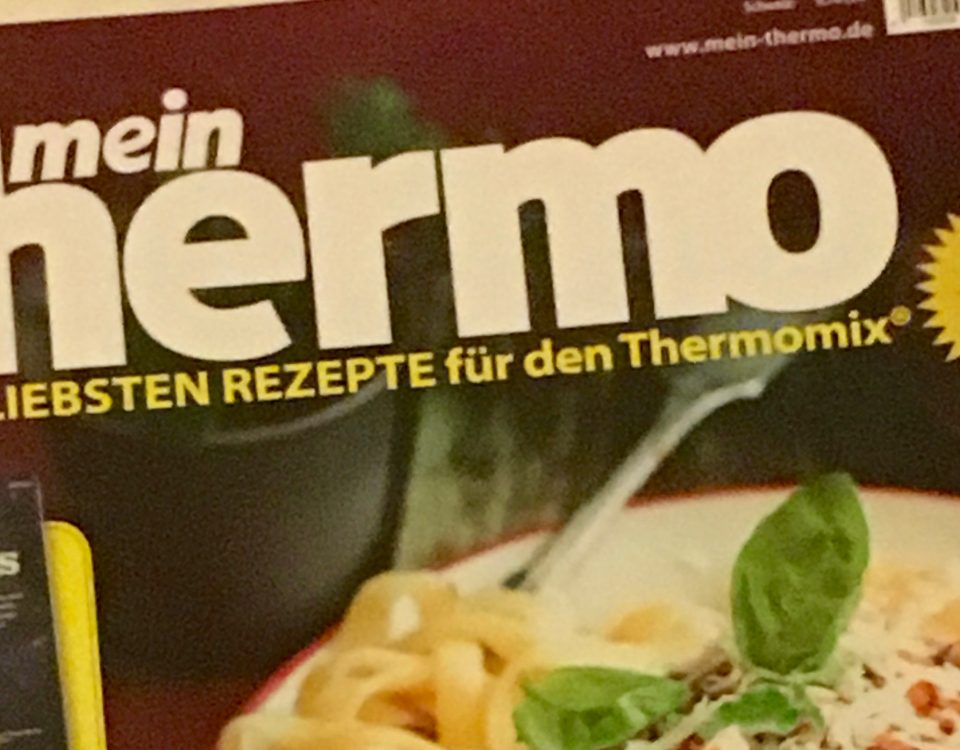 www.mein-thermo.de
mein
hermo
LIEBSTEN REZEPTE für den Thermomix®
s